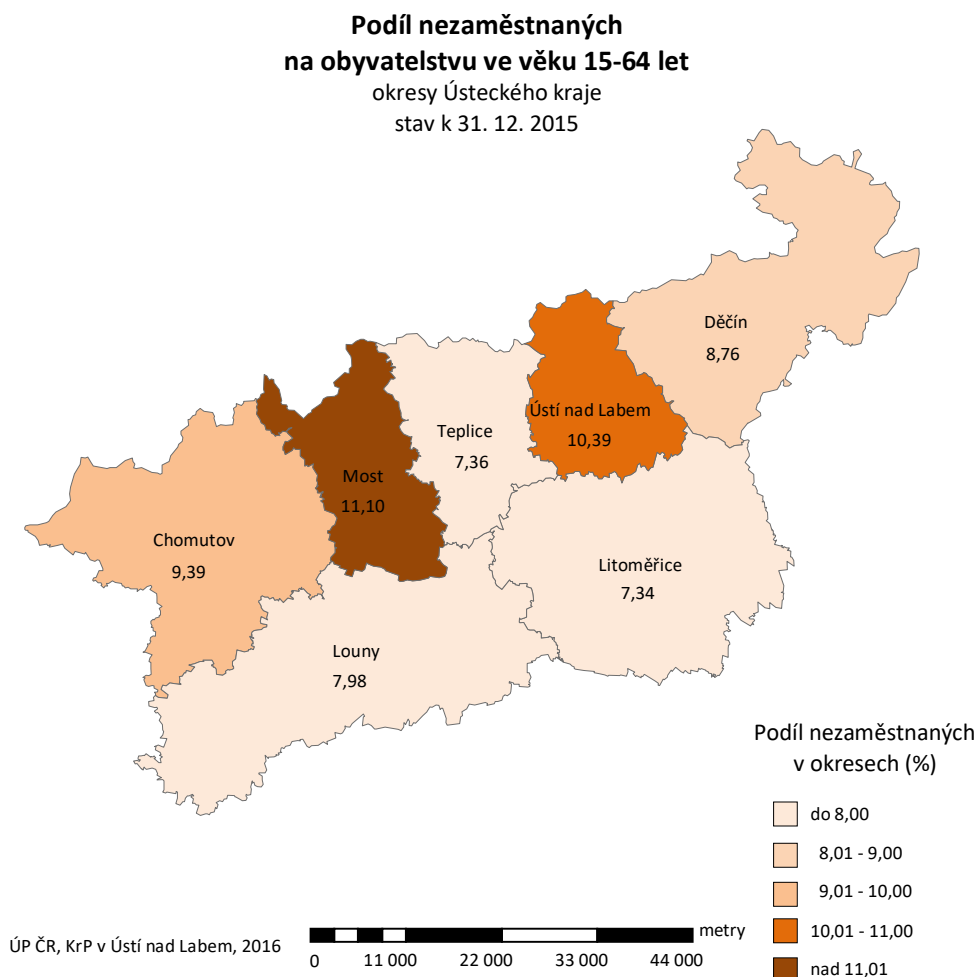 Podíl nezaměstnaných
na obyvatelstvu ve věku 15-64 let
okresy Ústeckého kraje
stav k 31. 12. 2015
Děčín
8,76
Ústí nad Labem
10,39
Teplice
7,36
Most
11,10
Chomutov
9,39
Litoměřice
7,34
Louny
7,98
Podíl nezaměstnaných
v okresech (%)
do 8,00
8,01 - 9,00
9,01 - 10,00
10,01 - 11,00
nad 11,01
ÚP ČR, KrP v Ústí nad Labem, 2016
metry
0 11 000 22 000 33 000 44 000